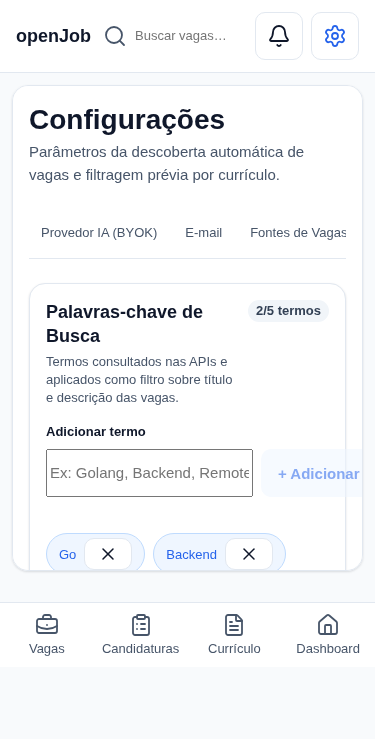 openJob
Buscar vagas…
Configurações
Parâmetros da descoberta automática de
vagas e filtragem prévia por currículo.
Provedor IA (BYOK) E-mail Fontes de Vagas
Palavras-chave de
Busca
2/5 termos
Termos consultados nas APIs e
aplicados como filtro sobre título
e descrição das vagas.
Adicionar termo
Ex: Golang, Backend, Remote
+ Adicionar
Go
Backend
Vagas Candidaturas Currículo Dashboard